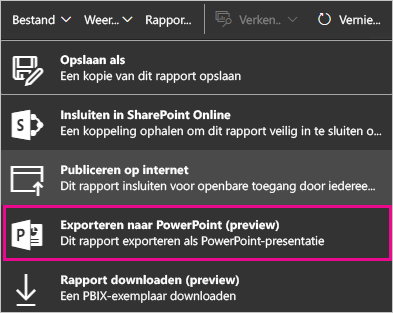 Bestand Weer... Rappor... Verken... Vernie...
Opslaan als
Een kopie van dit rapport opslaan
Insluiten in SharePoint Online
Een koppeling ophalen om dit rapport veilig in te sluiten o...
Publiceren op internet
Dit rapport insluiten voor openbare toegang door iederee...
Exporteren naar PowerPoint (preview)
Dit rapport exporteren als PowerPoint-presentatie
Rapport downloaden (preview)
Een PBIX-exemplaar downloaden